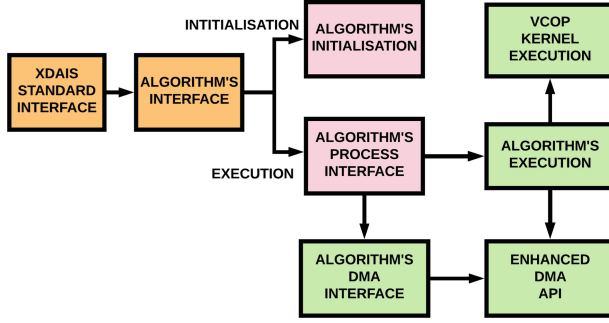 INTITIALISATION
ALGORITHM'S
INITIALISATION
VCOP
KERNEL
EXECUTION
XDAIS
STANDARD
INTERFACE
ALGORITHM'S
INTERFACE
EXECUTION
ALGORITHM'S
PROCESS
INTERFACE
ALGORITHM'S
EXECUTION
ALGORITHM'S
DMA
INTERFACE
ENHANCED
DMA
API